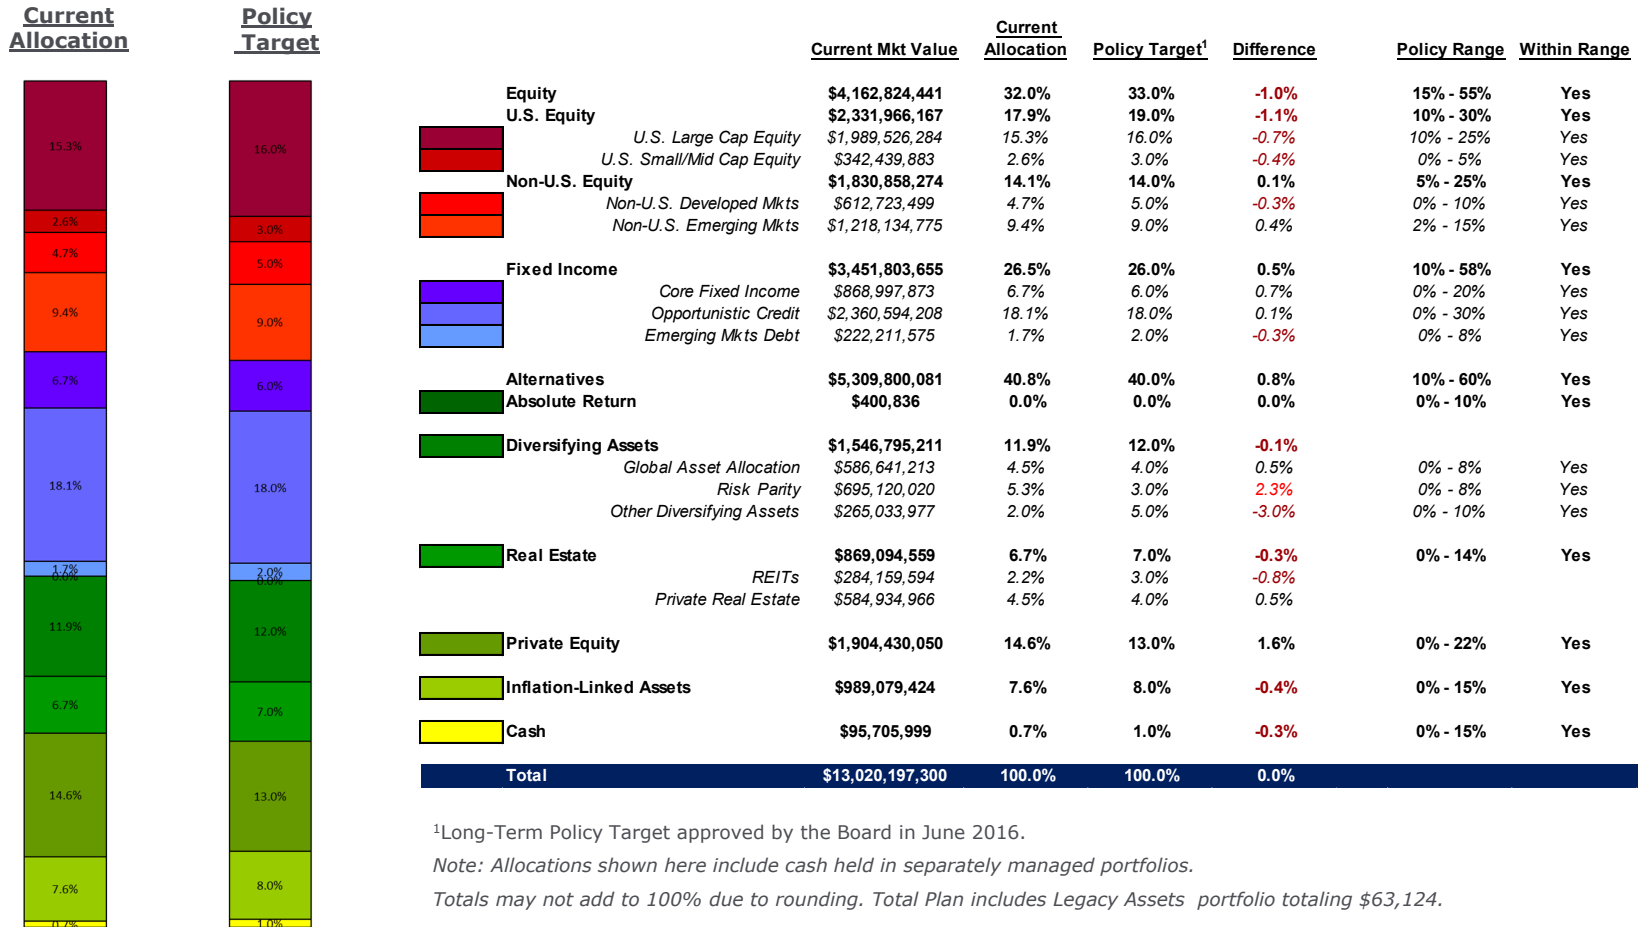 Current
Allocation
Policy
Target
15.3%
2.6%
4.7%
9.4%
6.7%
18.1%
1.7%
0.0%
11.9%
6.7%
14.6%
7.6%
0.7%
16.0%
3.0%
5.0%
9.0%
6.0%
18.0%
2.0%
0.0%
12.0%
7.0%
13.0%
8.0%
1.0%
Current Mkt Value Current Allocation Policy Target1 Difference Policy Range Within Range
Equity $4,162,824,441 32.0% 33.0% -1.0% 15% - 55% Yes
U.S. Equity $2,331,966,167 17.9% 19.0% -1.1% 10% - 30% Yes
U.S. Large Cap Equity $1,989,526,284 15.3% 16.0% -0.7% 10% - 25% Yes
U.S. Small/Mid Cap Equity $342,439,883 2.6% 3.0% -0.4% 0% - 5% Yes
Non-U.S. Equity $1,830,858,274 14.1% 14.0% 0.1% 5% - 25% Yes
Non-U.S. Developed Mkts $612,723,499 4.7% 5.0% -0.3% 0% - 10% Yes
Non-U.S. Emerging Mkts $1,218,134,775 9.4% 9.0% 0.4% 2% - 15% Yes
Fixed Income $3,451,803,655 26.5% 26.0% 0.5% 10% - 58% Yes
Core Fixed Income $868,997,873 6.7% 6.0% 0.7% 0% - 20% Yes
Opportunistic Credit $2,360,594,208 18.1% 18.0% 0.1% 0% - 30% Yes
Emerging Mkts Debt $222,211,575 1.7% 2.0% -0.3% 0% - 8% Yes
Alternatives $5,309,800,081 40.8% 40.0% 0.8% 10% - 60% Yes
Absolute Return $400,836 0.0% 0.0% 0.0% 0% - 10% Yes
Diversifying Assets $1,546,795,211 11.9% 12.0% -0.1%
Global Asset Allocation $586,641,213 4.5% 4.0% 0.5% 0% - 8% Yes
Risk Parity $695,120,020 5.3% 3.0% 2.3% 0% - 8% Yes
Other Diversifying Assets $265,033,977 2.0% 5.0% -3.0% 0% - 10% Yes
Real Estate $869,094,559 6.7% 7.0% -0.3% 0% - 14% Yes
REITs $284,159,594 2.2% 3.0% -0.8%
Private Real Estate $584,934,966 4.5% 4.0% 0.5%
Private Equity $1,904,430,050 14.6% 13.0% 1.6% 0% - 22% Yes
Inflation-Linked Assets $989,079,424 7.6% 8.0% -0.4% 0% - 15% Yes
Cash $95,705,999 0.7% 1.0% -0.3% 0% - 15% Yes
Total $13,020,197,300 100.0% 100.0% 0.0%
1Long-Term Policy Target approved by the Board in June 2016.
Note: Allocations shown here include cash held in separately managed portfolios.
Totals may not add to 100% due to rounding. Total Plan includes Legacy Assets portfolio totaling $63,124.